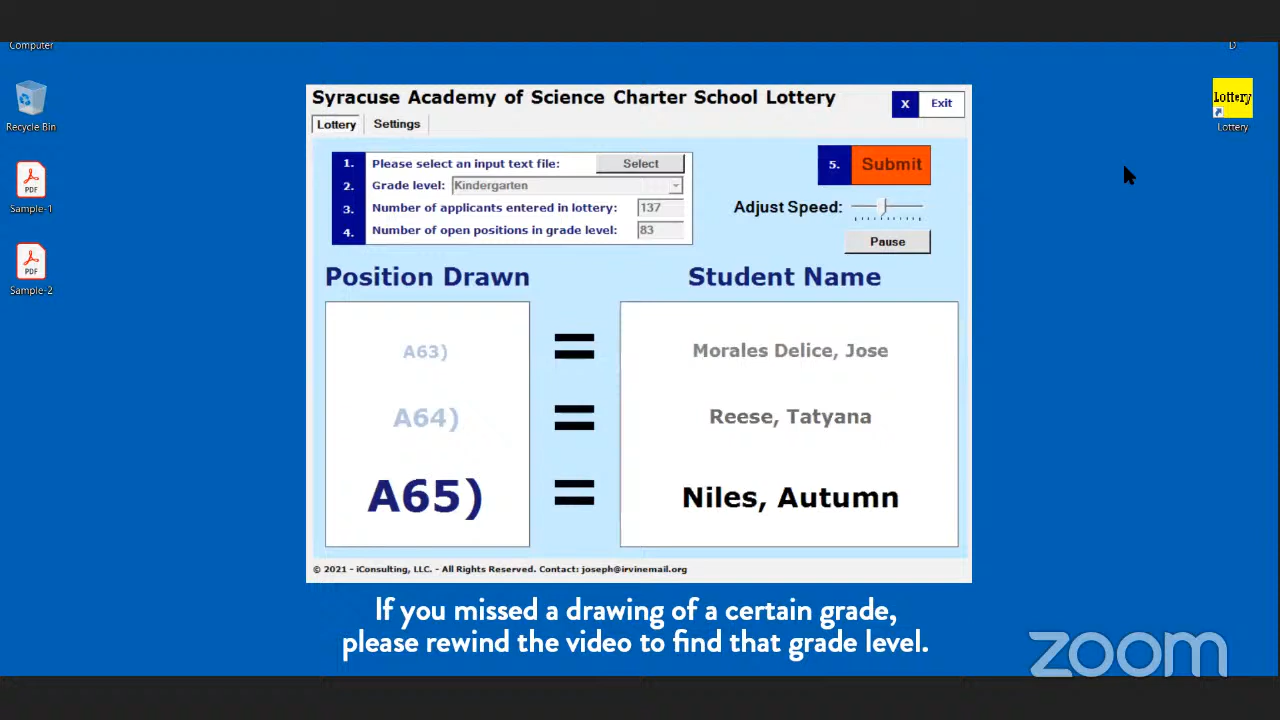 Computer
D
Recycle Bin
Sample-1
Sample-2
Lottery
Lottery
Syracuse Academy of Science Charter School Lottery
X Exit
Lottery Settings
1. Please select an input text file: Select
2. Grade level: Kindergarten
3. Number of applicants entered in lottery: 137
4. Number of open positions in grade level: 83
5. Submit
Adjust Speed:
Pause
Position Drawn Student Name
A63) = Morales Delice, Jose
A64) = Reese, Tatyana
A65) = Niles, Autumn
© 2021 - iConsulting, LLC. - All Rights Reserved. Contact: joseph@irvinemail.org
If you missed a drawing of a certain grade,
please rewind the video to find that grade level.
zoom
PDF
PDF